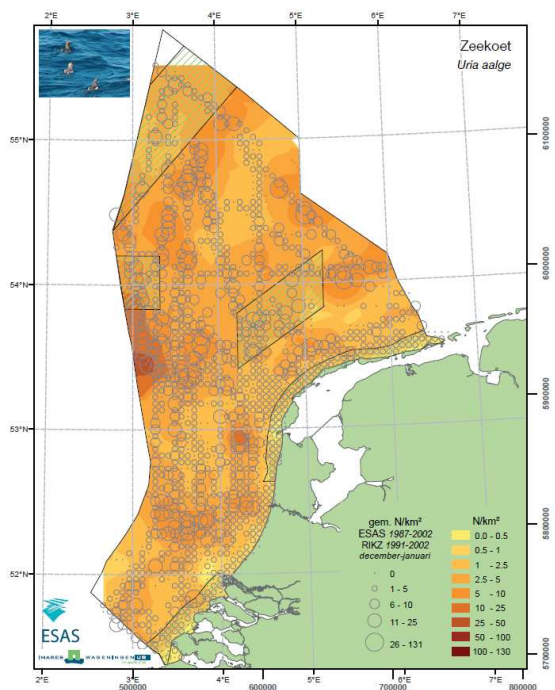 2°E 3°E 4°E 5°E 6°E 7°E
Zeekoet
Uria aalge
55°N
54°N
53°N
52°N
6100000
6000000
5900000
5800000
5700000
gem. N/km²
ESAS 1987-2002
RIKZ 1991-2002
december-januari
0
1 - 5
6 - 10
11 - 25
26 - 131
N/km²
0.0 - 0.5
0.5 - 1
1 - 2.5
2.5 - 5
5 - 10
10 - 25
25 - 50
50 - 100
100 - 130
ESAS
IMARES WAGENINGEN UR
2°E 3°E 4°E 5°E 6°E 7°E
500000 600000 700000 800000